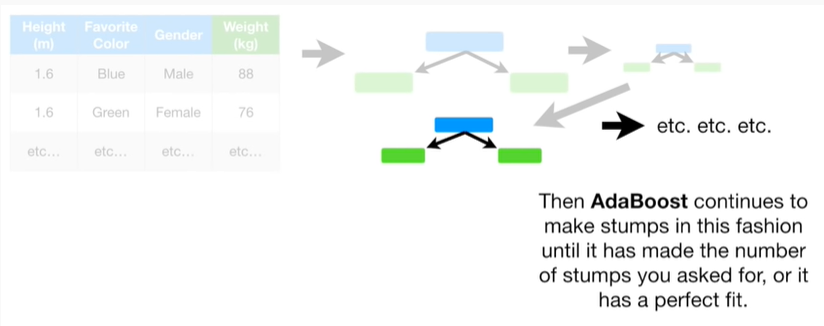 Height (m) Favorite Color Gender Weight (kg)
1.6 Blue Male 88
1.6 Green Female 76
etc... etc... etc... etc...
etc. etc. etc.
Then AdaBoost continues to
make stumps in this fashion
until it has made the number
of stumps you asked for, or it
has a perfect fit.